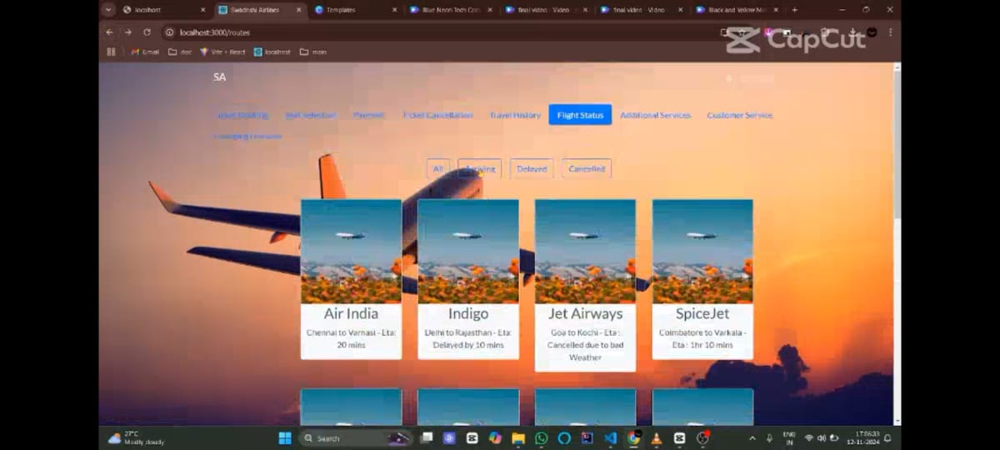 localhost
Swadnshi Airlines
Templates
Blue Neon Tech Con
final video - Video
final video - Video
Black and Yellow Mo
localhost:3000/routes
CapCut
Gmail
doc
Vite + React
localhost
main
SA
Ticket Booking
Seat Selection
Payment
Ticket Cancellation
Travel History
Flight Status
Additional Services
Customer Service
All
Arriving
Delayed
Cancelled
Air India
Chennai to Varnasi - Eta:
20 mins
Indigo
Delhi to Rajasthan - Eta:
Delayed by 10 mins
Jet Airways
Goa to Kochi - Eta :
Cancelled due to bad
Weather
SpiceJet
Coimbatore to Varkala -
Eta : 1hr 10 mins
27°C
Mostly cloudy
Search
ENG
IN
17:06:33
12-11-2024